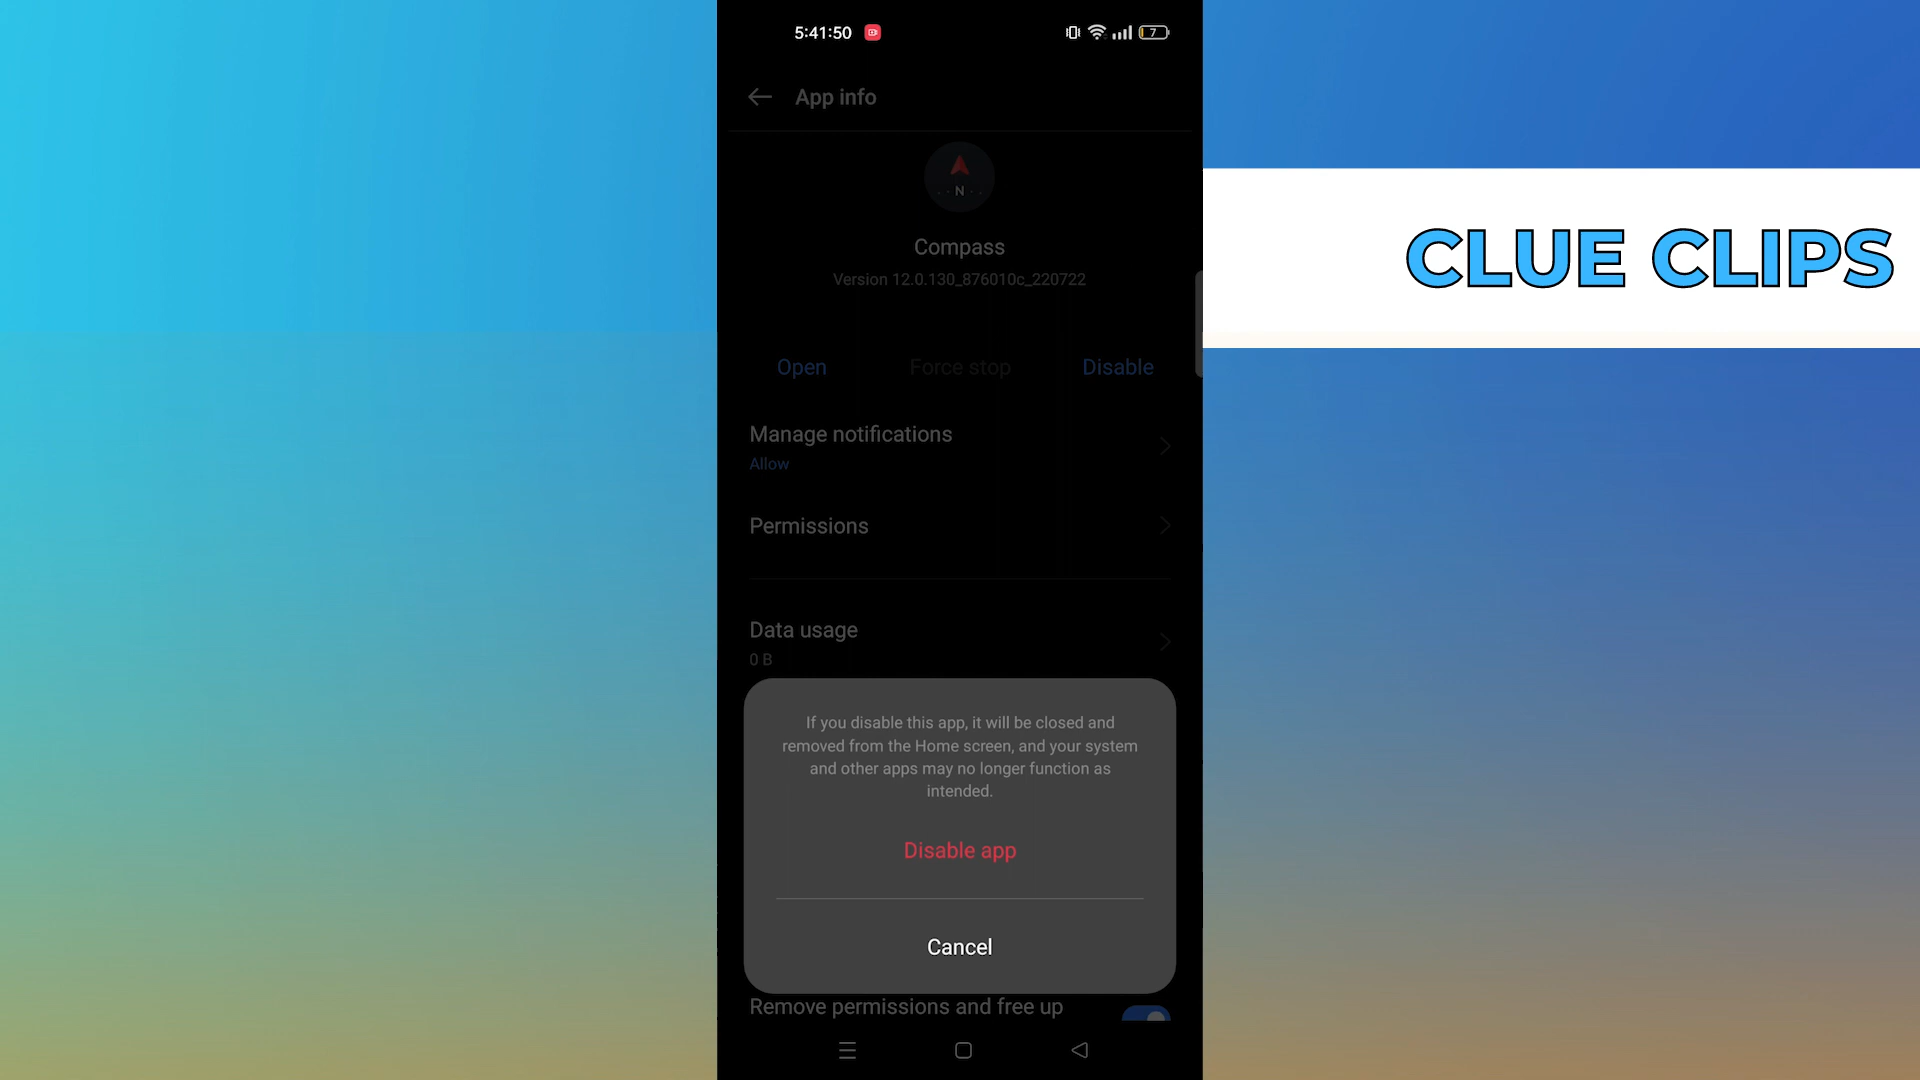 5:41:50
7
App info
N
Compass
Version 12.0.130_876010c_220722
Open
Force stop
Disable
Manage notifications
Allow
Permissions
Data usage
0 B
If you disable this app, it will be closed and
removed from the Home screen, and your system
and other apps may no longer function as
intended.
Disable app
Cancel
Remove permissions and free up
CLUE CLIPS